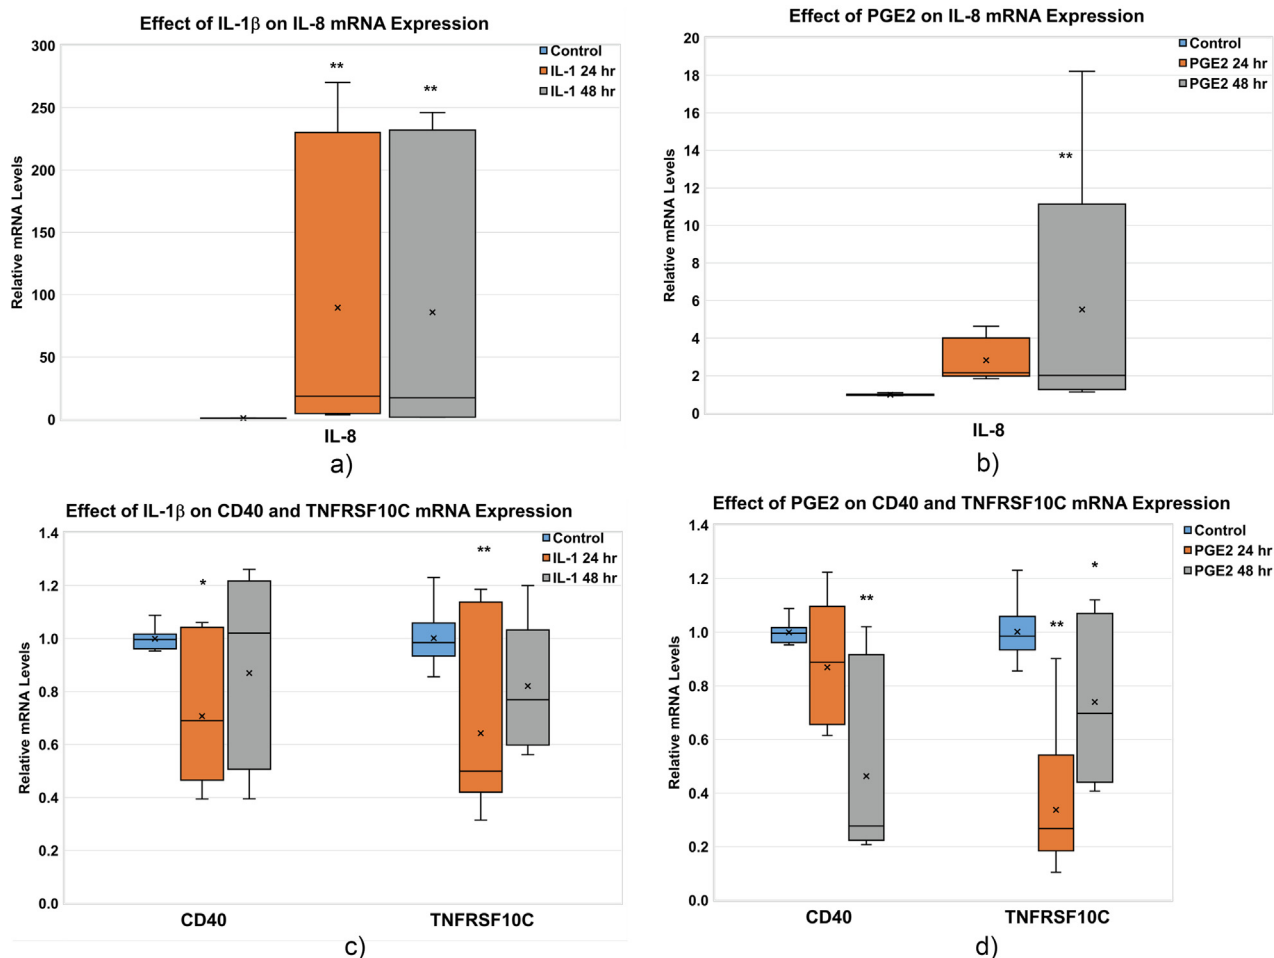 Effect of IL-1β on IL-8 mRNA Expression
300
250
200
150
100
50
0
Relative mRNA Levels
Control
IL-1 24 hr
IL-1 48 hr
**
**
IL-8
a)
Effect of PGE2 on IL-8 mRNA Expression
20
18
16
14
12
10
8
6
4
2
0
Relative mRNA Levels
Control
PGE2 24 hr
PGE2 48 hr
**
IL-8
b)
Effect of IL-1β on CD40 and TNFRSF10C mRNA Expression
1.4
1.2
1.0
0.8
0.6
0.4
0.2
0.0
Relative mRNA Levels
Control
IL-1 24 hr
IL-1 48 hr
*
**
CD40
TNFRSF10C
c)
Effect of PGE2 on CD40 and TNFRSF10C mRNA Expression
1.4
1.2
1.0
0.8
0.6
0.4
0.2
0.0
Relative mRNA Levels
Control
PGE2 24 hr
PGE2 48 hr
**
**
*
CD40
TNFRSF10C
d)